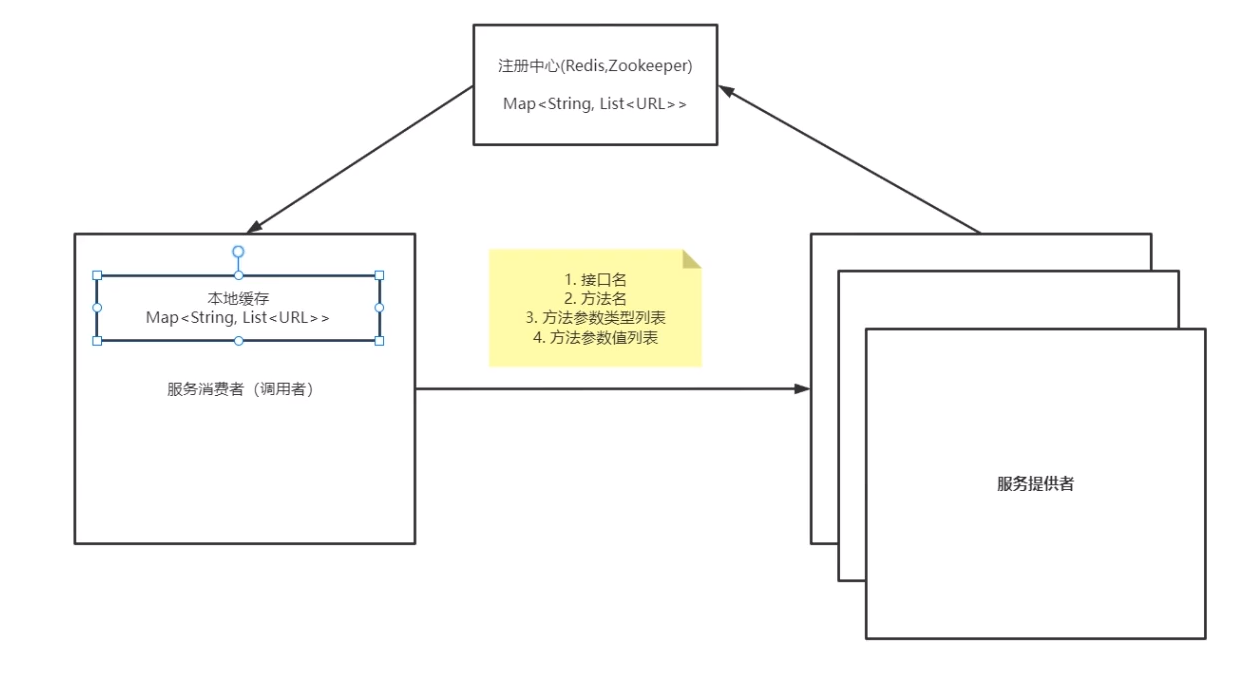 注册中心(Redis,Zookeeper)
Map<String, List<URL>>
本地缓存
Map<String, List<URL>>
服务消费者（调用者）
1. 接口名
2. 方法名
3. 方法参数类型列表
4. 方法参数值列表
服务提供者